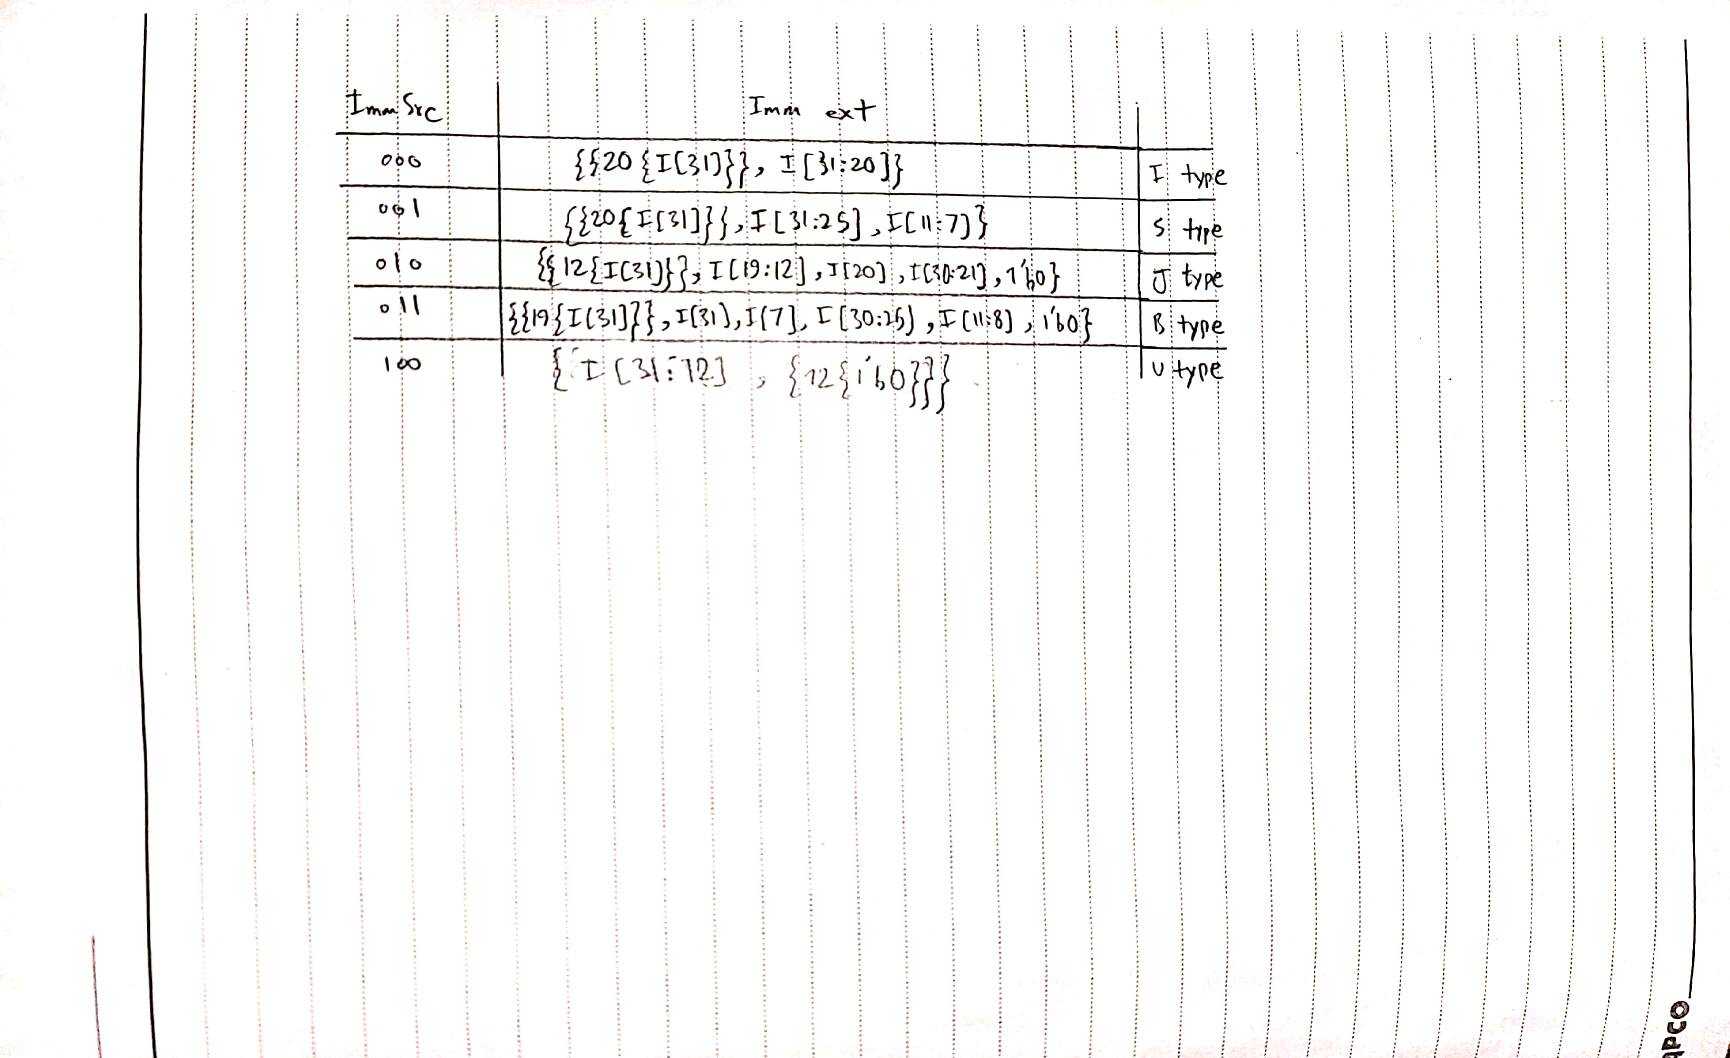 Imm Src Imm ext
000 {{20{I[31]}}, I[31:20]} I type
001 {{20{I[31]}}, I[31:25], I[11:7]} S type
010 {{12{I[31]}}, I[19:12], I[20], I[30:21], 1'b0} J type
011 {{19{I[31]}}, I[31], I[7], I[30:25], I[11:8], 1'b0} B type
100 {I[31:12], {12{1'b0}}} U type
apco